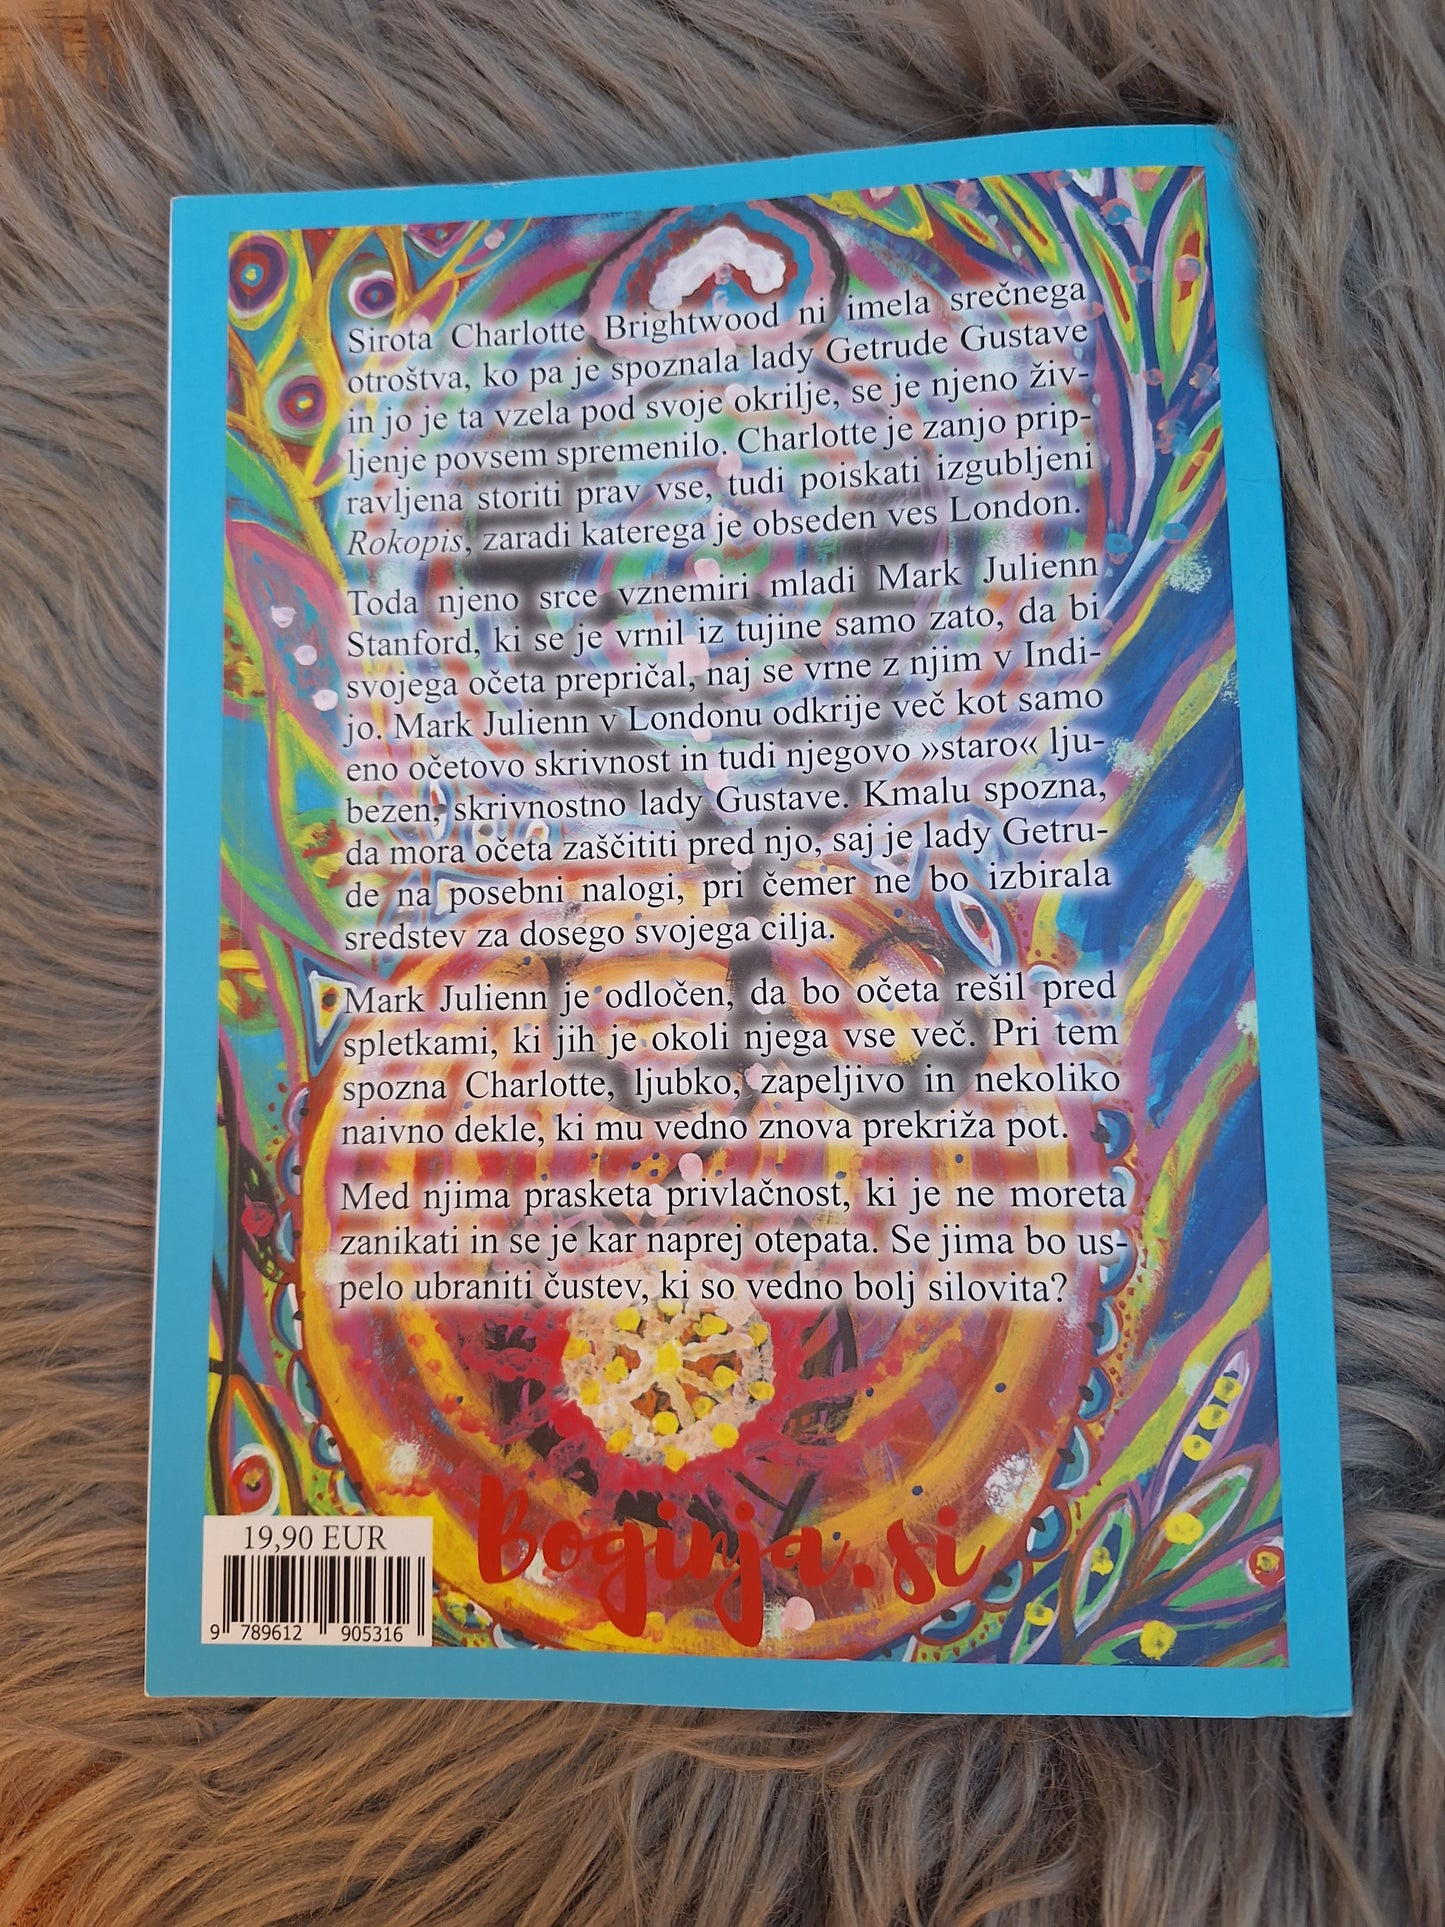 Sirota Charlotte Brightwood ni imela srečnega
otroštva, ko pa je spoznala lady Getrude Gustave
in jo je ta vzela pod svoje okrilje, se je njeno živ-
ljenje povsem spremenilo. Charlotte je zanjo prip-
ravljena storiti prav vse, tudi poiskati izgubljeni
Rokopis, zaradi katerega je obseden ves London.
Toda njeno srce vznemiri mladi Mark Julienn
Stanford, ki se je vrnil iz tujine samo zato, da bi
svojega očeta prepričal, naj se vrne z njim v Indi-
jo. Mark Julienn v Londonu odkrije več kot samo
eno očetovo skrivnost in tudi njegovo »staro« lju-
bezen, skrivnostno lady Gustave. Kmalu spozna,
da mora očeta zaščititi pred njo, saj je lady Getru-
de na posebni nalogi, pri čemer ne bo izbirala
sredstev za dosego svojega cilja.
Mark Julienn je odločen, da bo očeta rešil pred
spletkami, ki jih je okoli njega vse več. Pri tem
spozna Charlotte, ljubko, zapeljivo in nekoliko
naivno dekle, ki mu vedno znova prekriža pot.
Med njima prasketa privlačnost, ki je ne moreta
zanikati in se je kar naprej otepata. Se jima bo us-
pelo ubraniti čustev, ki so vedno bolj silovita?
Boginja.si
19,90 EUR
9 789612 905316